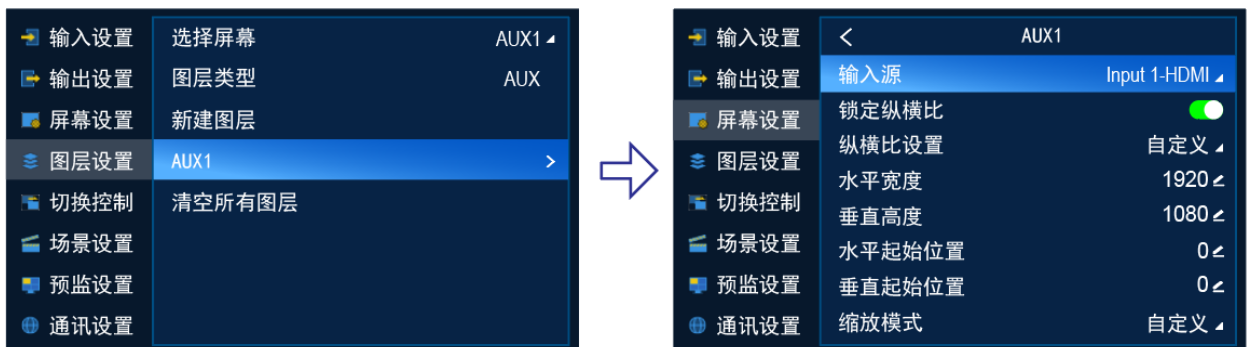 输入设置
输出设置
屏幕设置
图层设置
切换控制
场景设置
预监设置
通讯设置
选择屏幕 AUX1
图层类型 AUX
新建图层
AUX1 >
清空所有图层
输入设置
输出设置
屏幕设置
图层设置
切换控制
场景设置
预监设置
通讯设置
< AUX1
输入源 Input 1-HDMI
锁定纵横比
纵横比设置 自定义
水平宽度 1920
垂直高度 1080
水平起始位置 0
垂直起始位置 0
缩放模式 自定义